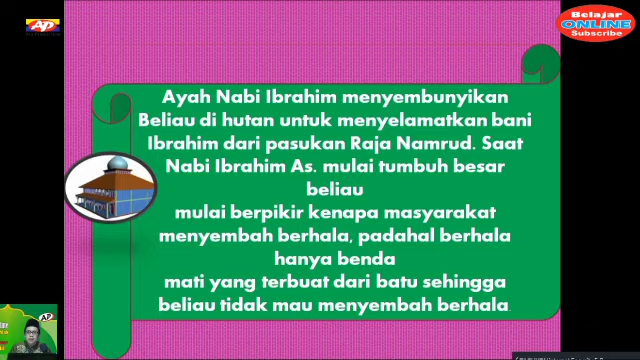 AP
Belajar
ONLINE
Subscribe
Ayah Nabi Ibrahim menyembunyikan
Beliau di hutan untuk menyelamatkan bani
Ibrahim dari pasukan Raja Namrud. Saat
Nabi Ibrahim As. mulai tumbuh besar
beliau
mulai berpikir kenapa masyarakat
menyembah berhala, padahal berhala
hanya benda
mati yang terbuat dari batu sehingga
beliau tidak mau menyembah berhala.
AP